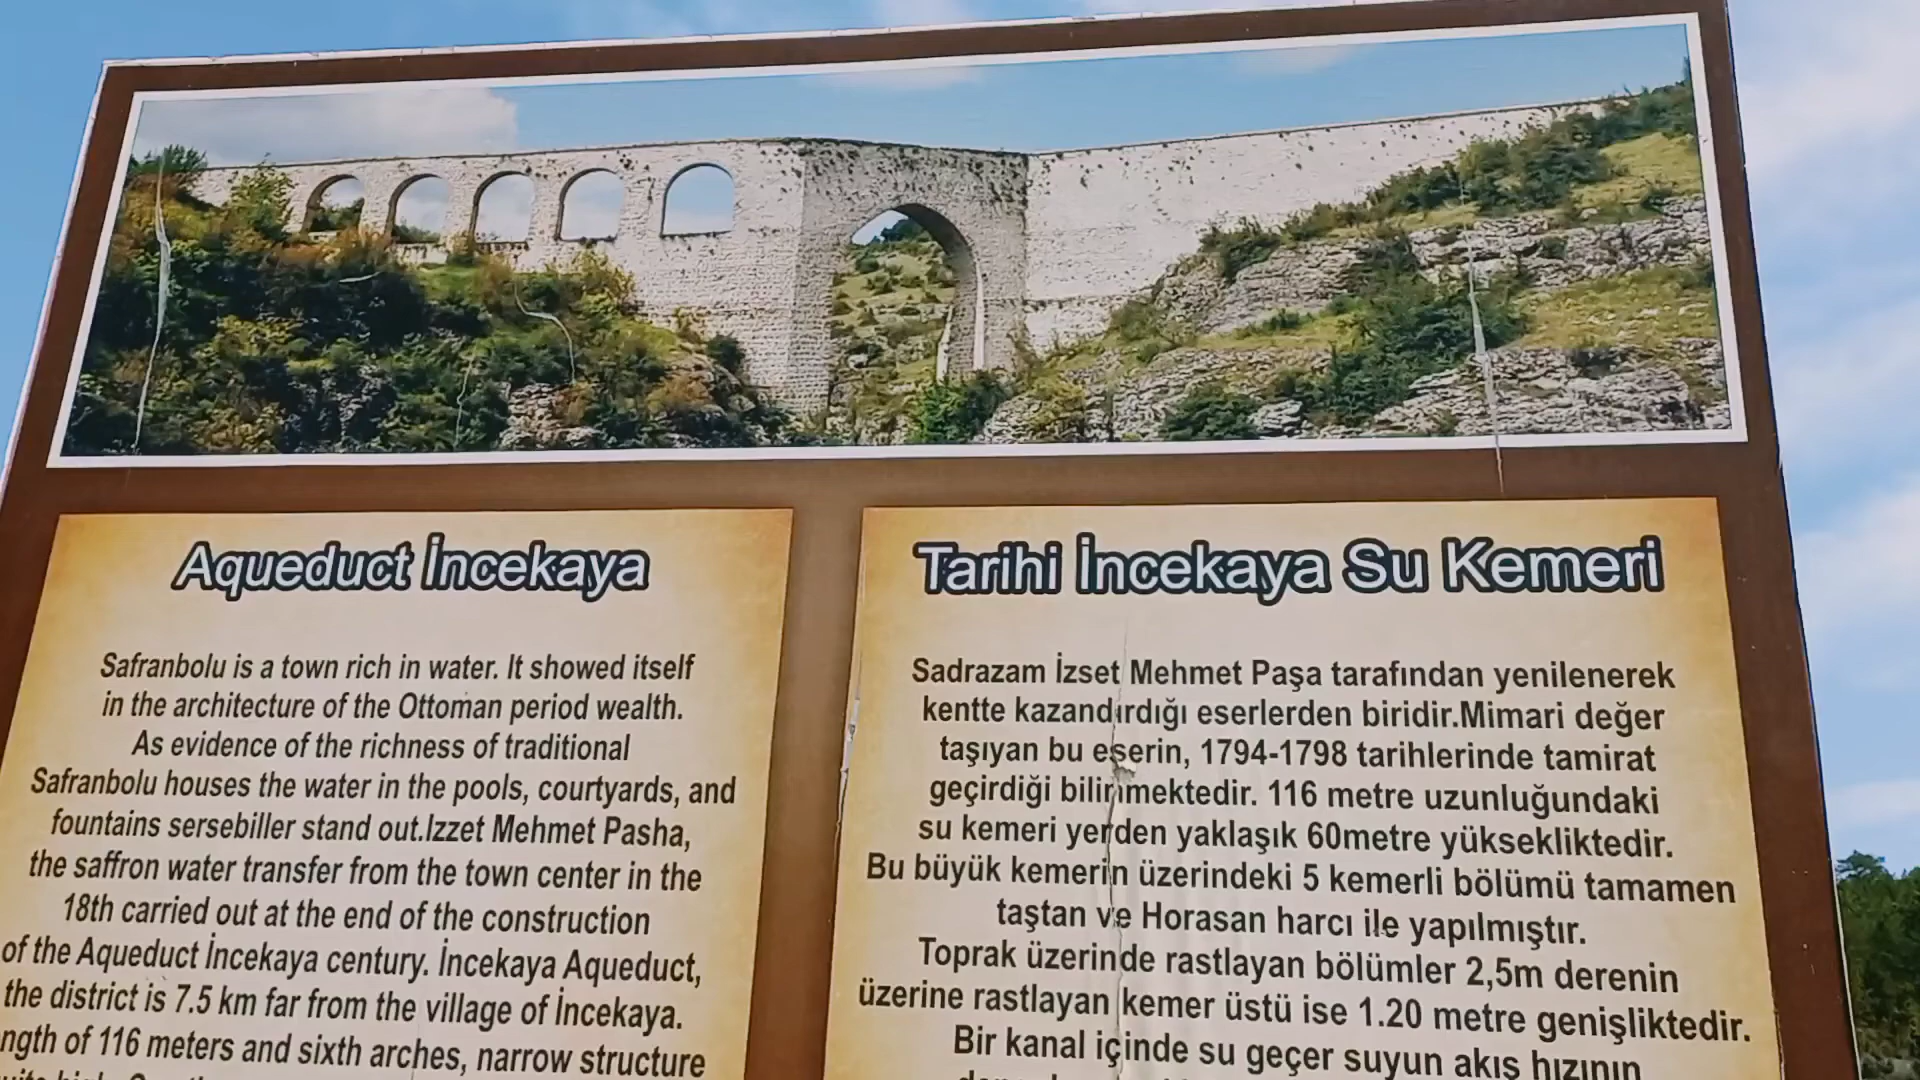 Aqueduct İncekaya
Safranbolu is a town rich in water. It showed itself
in the architecture of the Ottoman period wealth.
As evidence of the richness of traditional
Safranbolu houses the water in the pools, courtyards, and
fountains sersebiller stand out.Izzet Mehmet Pasha,
the saffron water transfer from the town center in the
18th carried out at the end of the construction
of the Aqueduct İncekaya century. İncekaya Aqueduct,
the district is 7.5 km far from the village of İncekaya.
ngth of 116 meters and sixth arches, narrow structure
Tarihi İncekaya Su Kemeri
Sadrazam İzset Mehmet Paşa tarafından yenilenerek
kentte kazandırdığı eserlerden biridir.Mimari değer
taşıyan bu eserin, 1794-1798 tarihlerinde tamirat
geçirdiği bilinmektedir. 116 metre uzunluğundaki
su kemeri yerden yaklaşık 60metre yüksekliktedir.
Bu büyük kemerin üzerindeki 5 kemerli bölümü tamamen
taştan ve Horasan harcı ile yapılmıştır.
Toprak üzerinde rastlayan bölümler 2,5m derenin
üzerine rastlayan kemer üstü ise 1.20 metre genişliktedir.
Bir kanal içinde su geçer suyun akış hızının